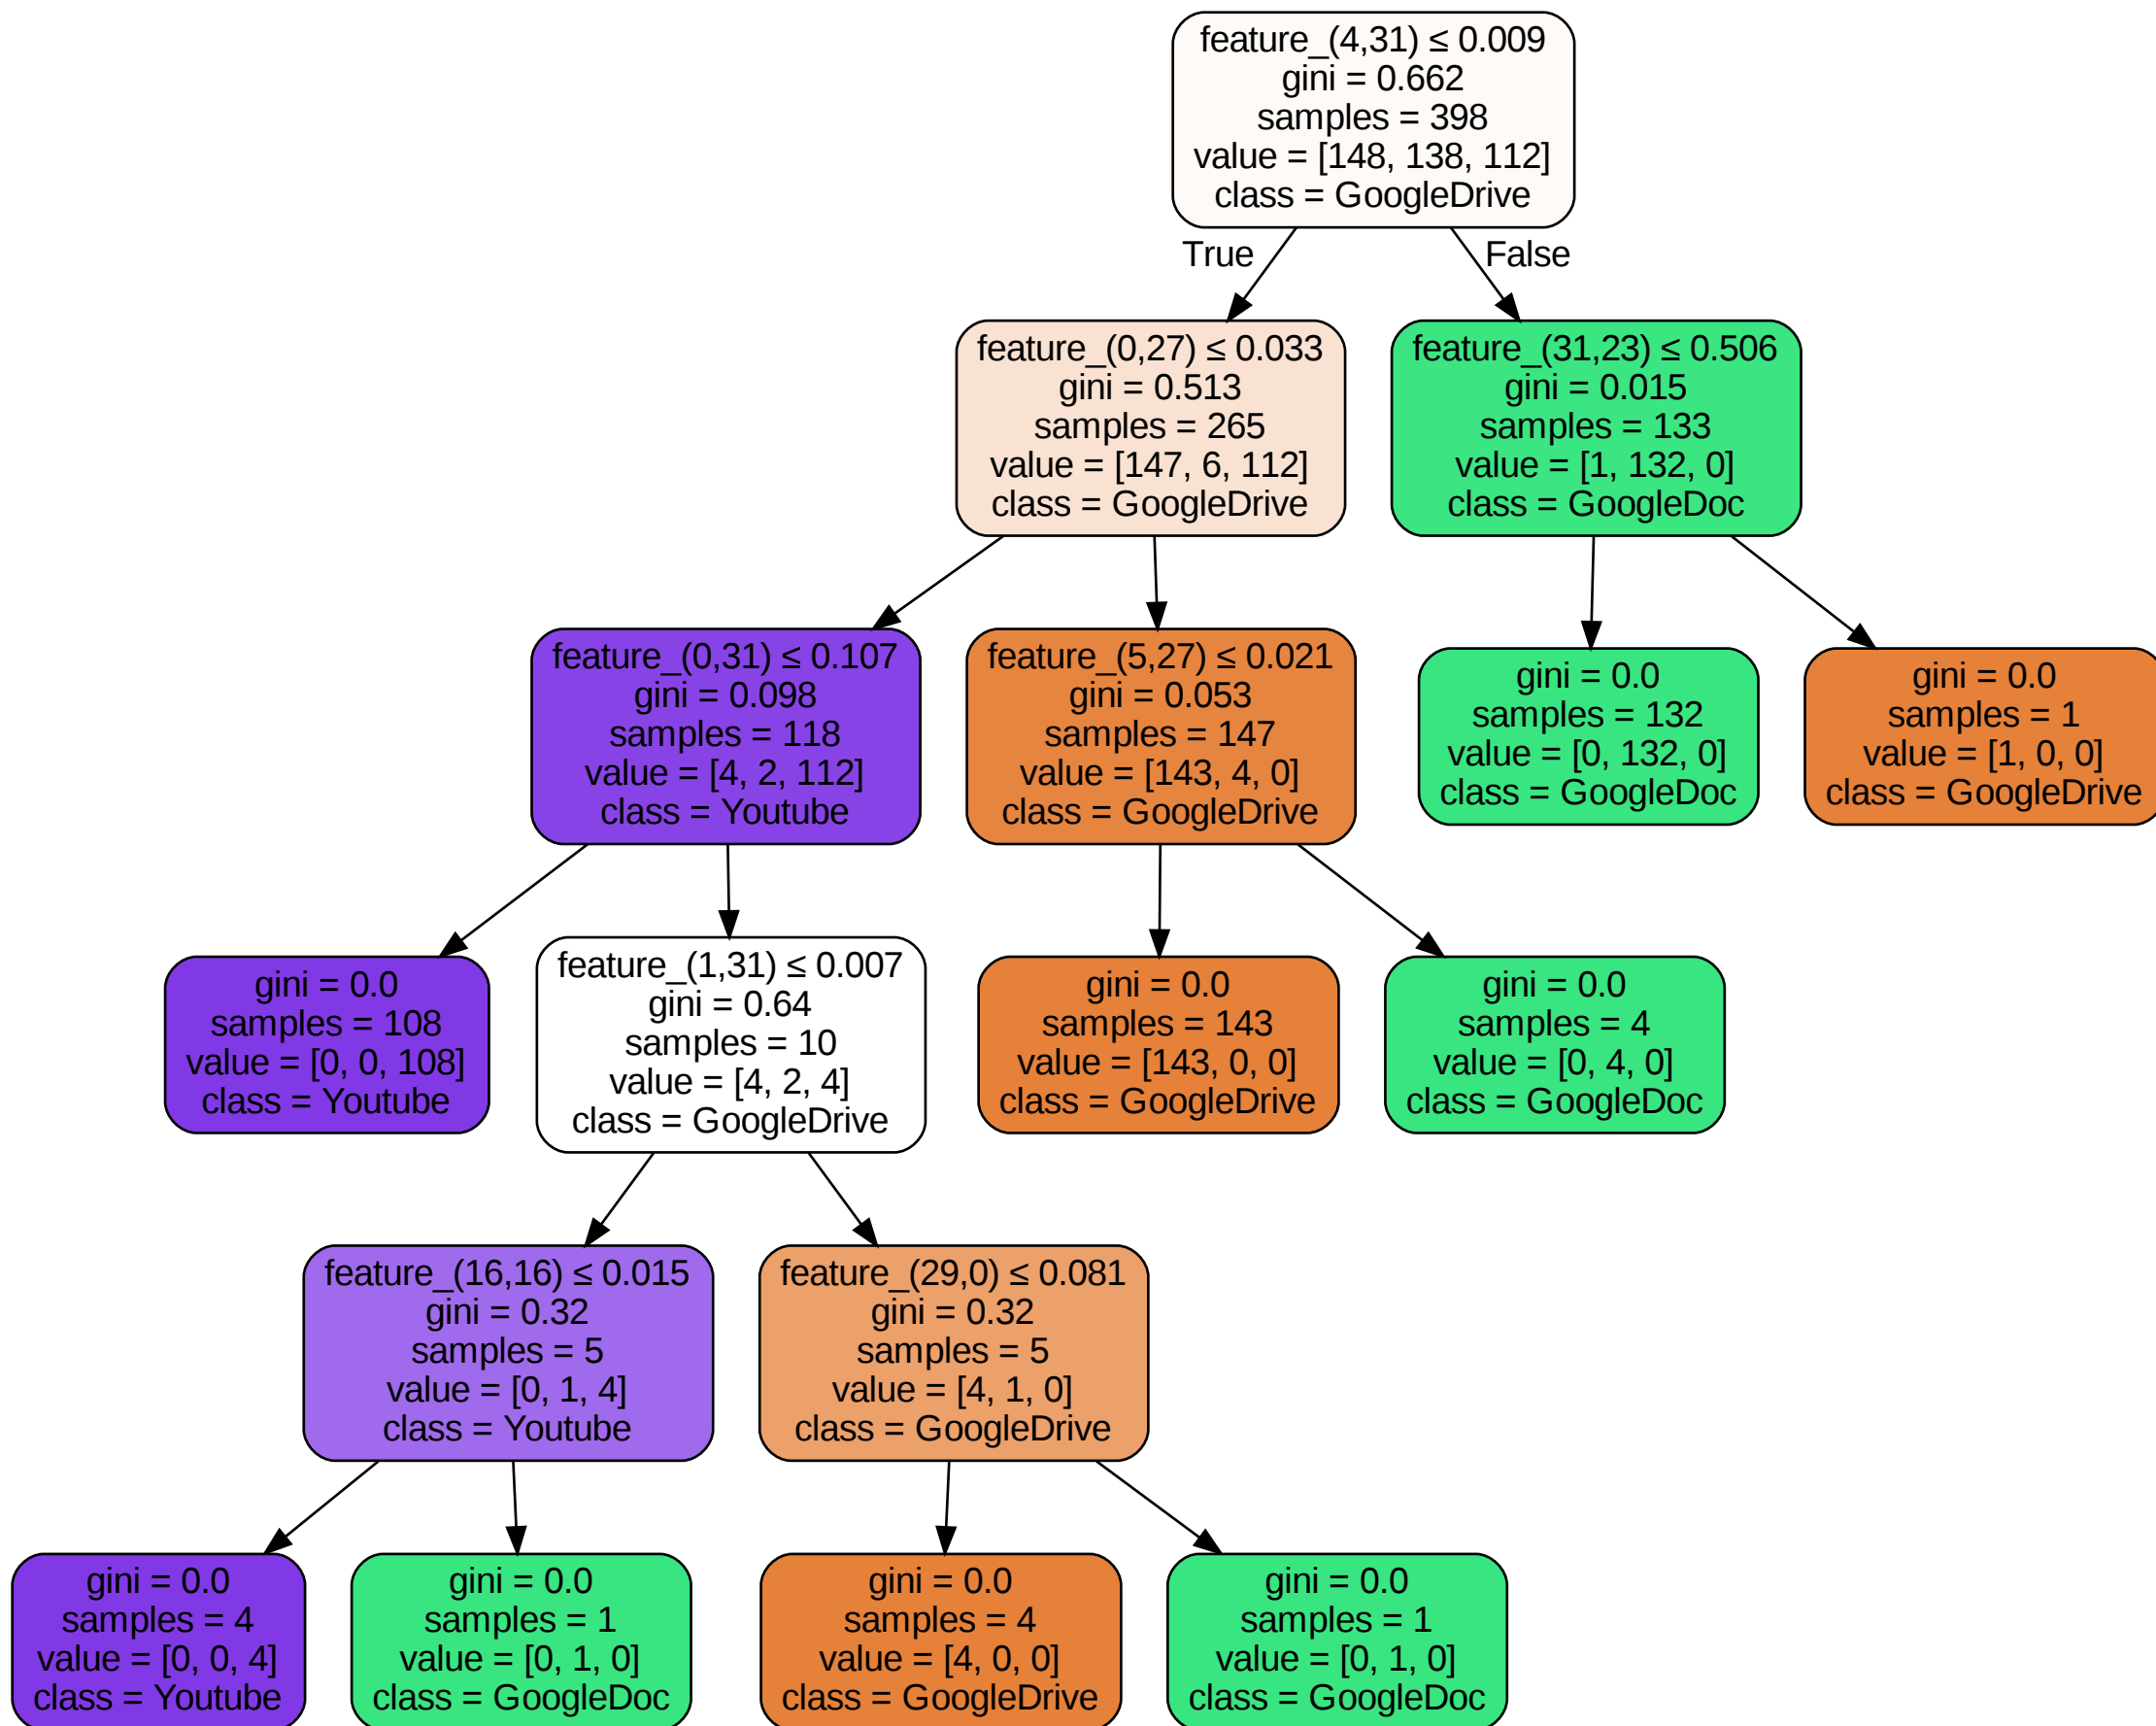 feature_(4,31) ≤ 0.009
gini = 0.662
samples = 398
value = [148, 138, 112]
class = GoogleDrive
True
False
feature_(0,27) ≤ 0.033
gini = 0.513
samples = 265
value = [147, 6, 112]
class = GoogleDrive
feature_(31,23) ≤ 0.506
gini = 0.015
samples = 133
value = [1, 132, 0]
class = GoogleDoc
feature_(0,31) ≤ 0.107
gini = 0.098
samples = 118
value = [4, 2, 112]
class = Youtube
feature_(5,27) ≤ 0.021
gini = 0.053
samples = 147
value = [143, 4, 0]
class = GoogleDrive
gini = 0.0
samples = 132
value = [0, 132, 0]
class = GoogleDoc
gini = 0.0
samples = 1
value = [1, 0, 0]
class = GoogleDrive
gini = 0.0
samples = 108
value = [0, 0, 108]
class = Youtube
feature_(1,31) ≤ 0.007
gini = 0.64
samples = 10
value = [4, 2, 4]
class = GoogleDrive
gini = 0.0
samples = 143
value = [143, 0, 0]
class = GoogleDrive
gini = 0.0
samples = 4
value = [0, 4, 0]
class = GoogleDoc
feature_(16,16) ≤ 0.015
gini = 0.32
samples = 5
value = [0, 1, 4]
class = Youtube
feature_(29,0) ≤ 0.081
gini = 0.32
samples = 5
value = [4, 1, 0]
class = GoogleDrive
gini = 0.0
samples = 4
value = [0, 0, 4]
class = Youtube
gini = 0.0
samples = 1
value = [0, 1, 0]
class = GoogleDoc
gini = 0.0
samples = 4
value = [4, 0, 0]
class = GoogleDrive
gini = 0.0
samples = 1
value = [0, 1, 0]
class = GoogleDoc